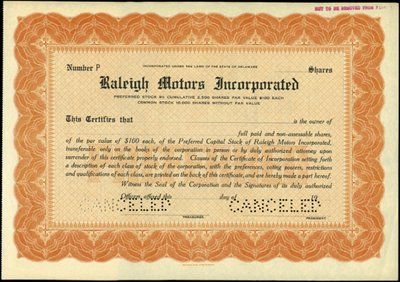 NOT TO BE REMOVED FROM FILE
INCORPORATED UNDER THE LAWS OF THE STATE OF DELAWARE
Number P Shares
Raleigh Motors Incorporated
PREFERRED STOCK 8% CUMULATIVE 2,500 SHARES PAR VALUE $100 EACH
COMMON STOCK 10,000 SHARES WITHOUT PAR VALUE
This Certifies that is the owner of
full paid and non-assessable shares,
of the par value of $100 each, of the Preferred Capital Stock of Raleigh Motors Incorporated,
transferable only on the books of the corporation in person or by duly authorized attorney upon
surrender of this certificate properly endorsed. Clauses of the Certificate of Incorporation setting forth
a description of each class of stock of the corporation, with the preferences, voting powers, restrictions
and qualifications of each class, are printed on the back of this certificate, and are hereby made a part hereof.
Witness the Seal of the Corporation and the Signatures of its duly authorized
Officers, affixed this day of
CANCELED CANCELED
TREASURER. PRESIDENT.